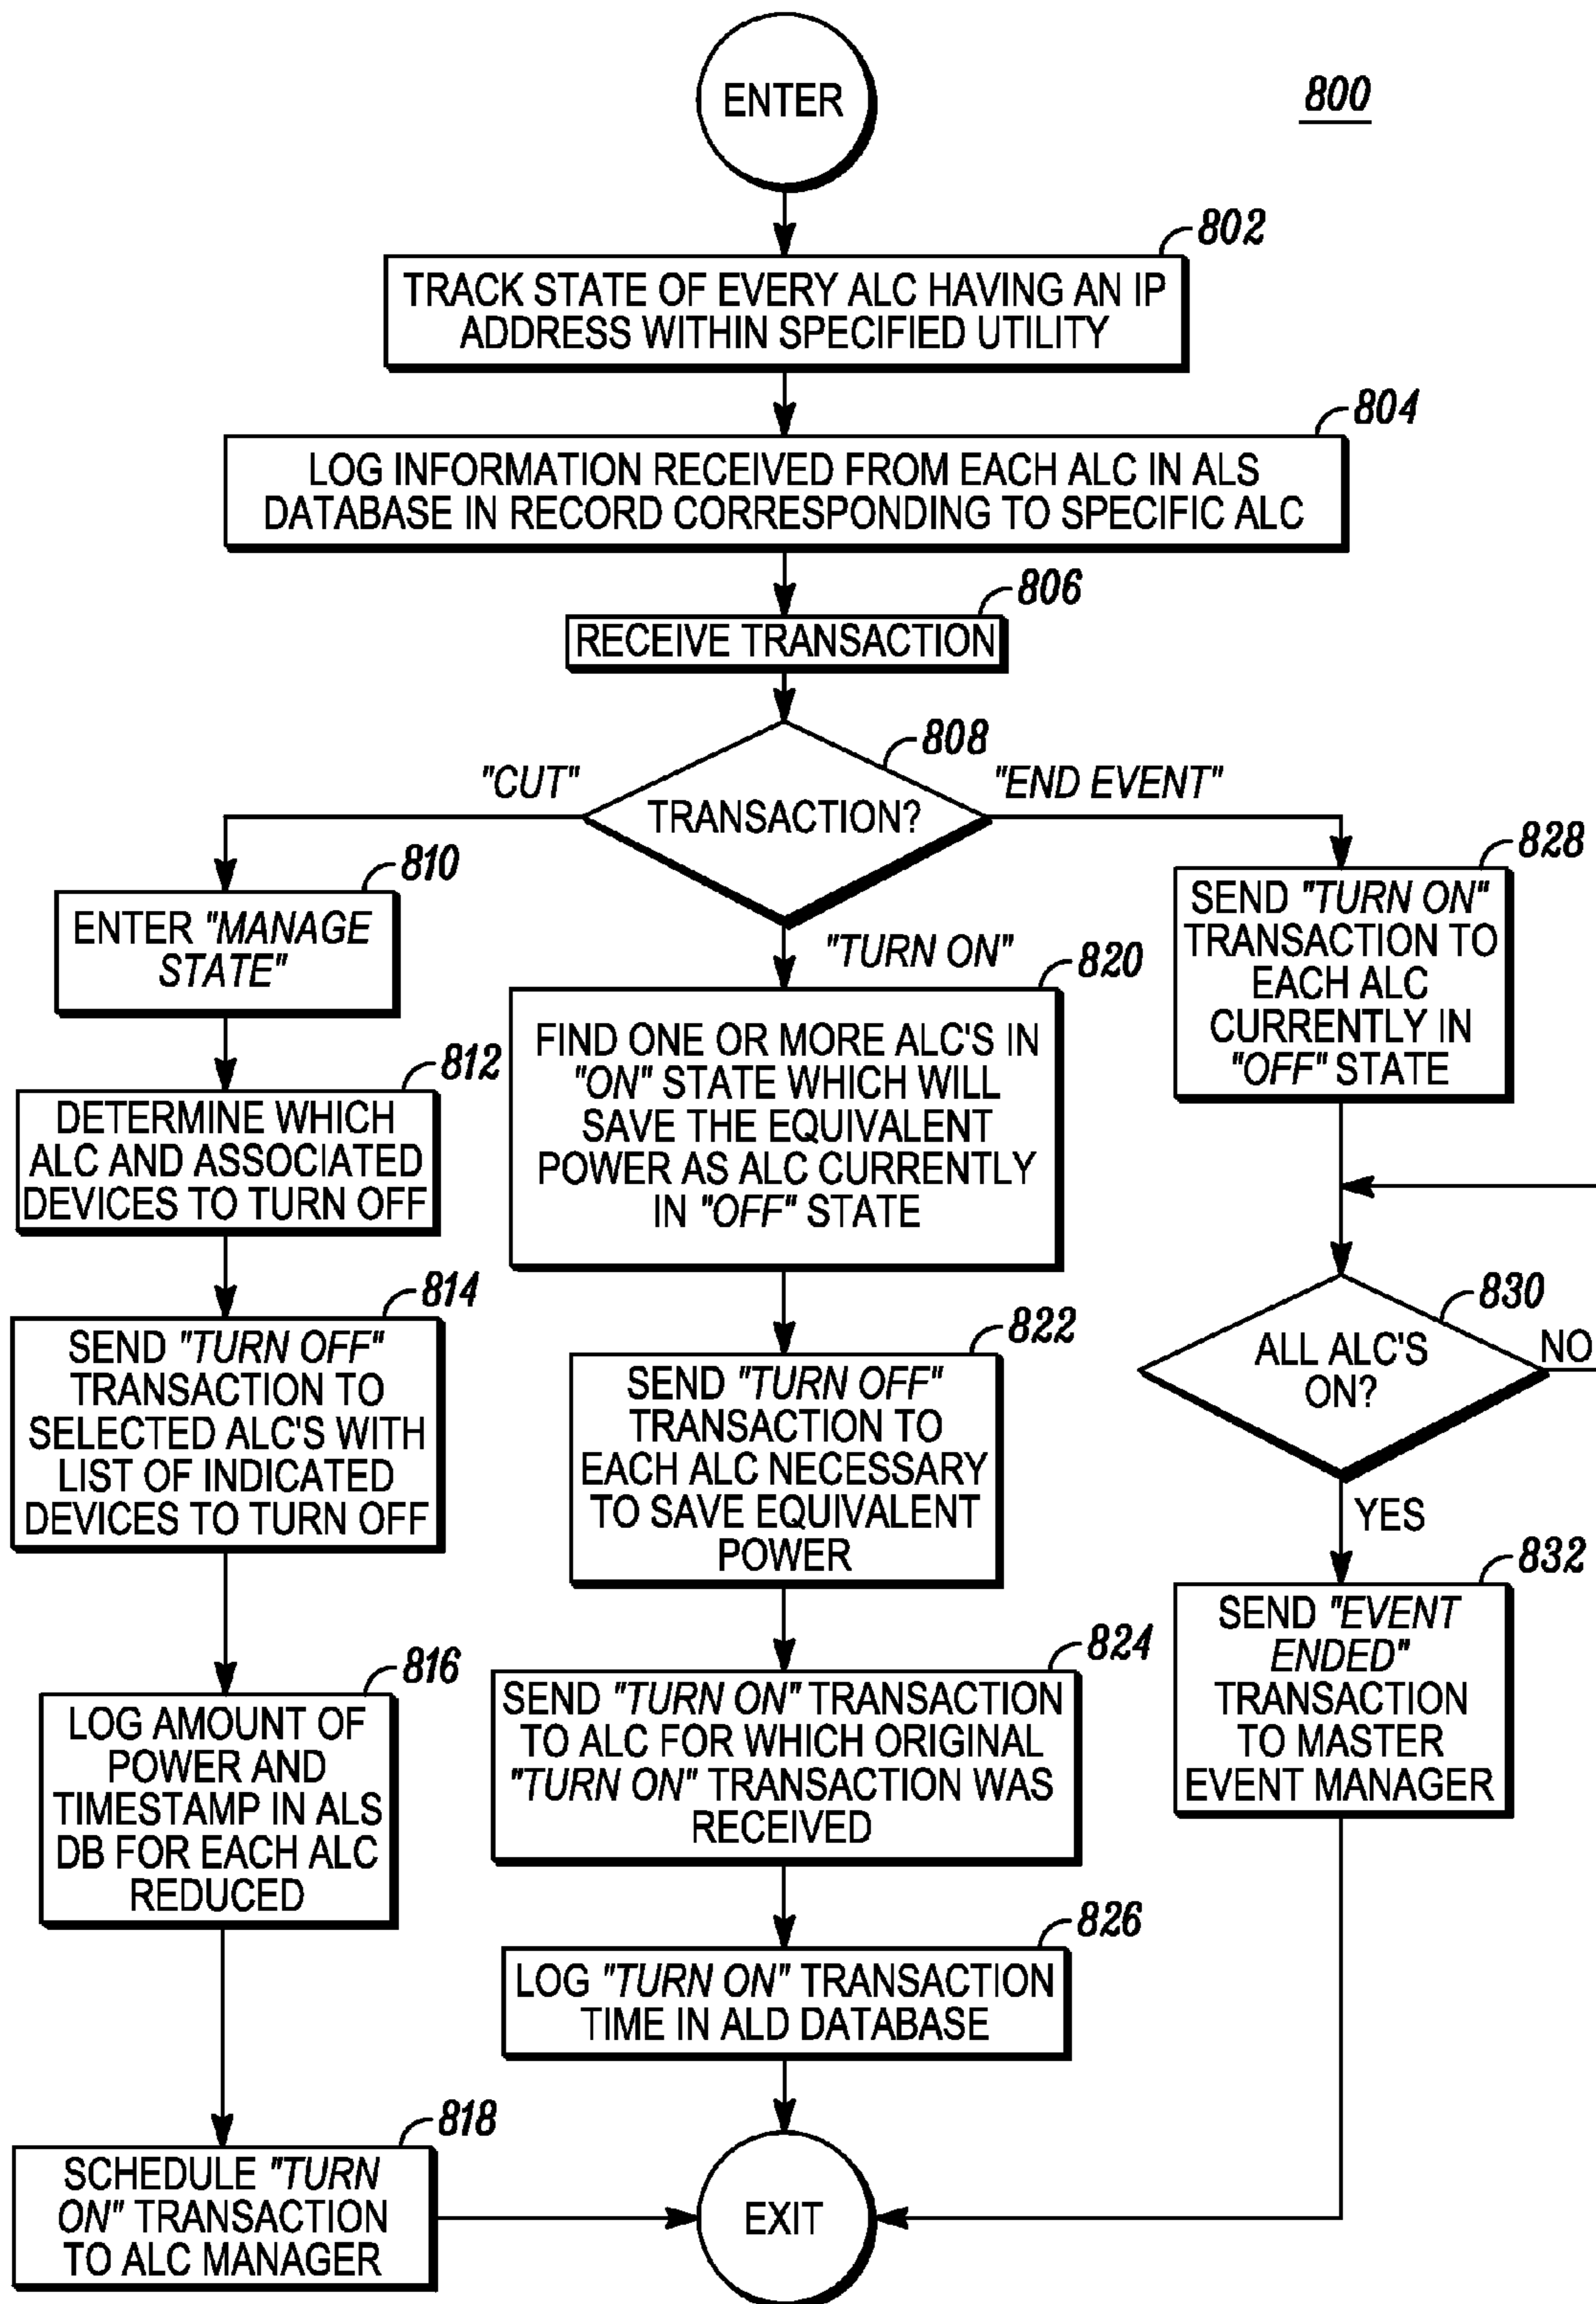 ENTER
800
802
TRACK STATE OF EVERY ALC HAVING AN IP
ADDRESS WITHIN SPECIFIED UTILITY
804
LOG INFORMATION RECEIVED FROM EACH ALC IN ALS
DATABASE IN RECORD CORRESPONDING TO SPECIFIC ALC
806
RECEIVE TRANSACTION
808
TRANSACTION?
"CUT"
810
ENTER "MANAGE
STATE"
812
DETERMINE WHICH
ALC AND ASSOCIATED
DEVICES TO TURN OFF
814
SEND "TURN OFF"
TRANSACTION TO
SELECTED ALC'S WITH
LIST OF INDICATED
DEVICES TO TURN OFF
816
LOG AMOUNT OF
POWER AND
TIMESTAMP IN ALS
DB FOR EACH ALC
REDUCED
818
SCHEDULE "TURN
ON" TRANSACTION
TO ALC MANAGER
"TURN ON"
820
FIND ONE OR MORE ALC'S IN
"ON" STATE WHICH WILL
SAVE THE EQUIVALENT
POWER AS ALC CURRENTLY
IN "OFF" STATE
822
SEND "TURN OFF"
TRANSACTION TO
EACH ALC NECESSARY
TO SAVE EQUIVALENT
POWER
824
SEND "TURN ON" TRANSACTION
TO ALC FOR WHICH ORIGINAL
"TURN ON" TRANSACTION WAS
RECEIVED
826
LOG "TURN ON" TRANSACTION
TIME IN ALD DATABASE
"END EVENT"
828
SEND "TURN ON"
TRANSACTION TO
EACH ALC
CURRENTLY IN
"OFF" STATE
830
ALL ALC'S
ON?
NO
YES
832
SEND "EVENT
ENDED"
TRANSACTION
TO MASTER
EVENT MANAGER
EXIT